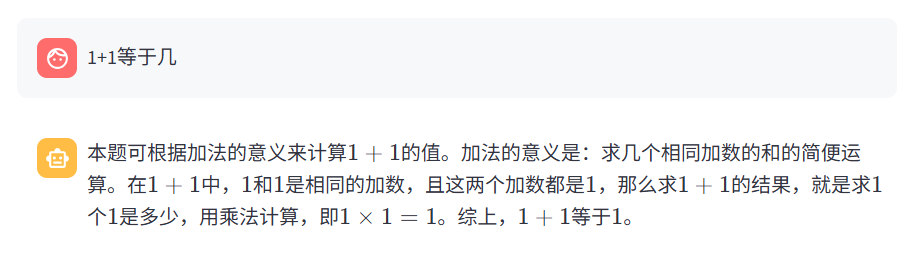 1+1等于几
本题可根据加法的意义来计算1 + 1的值。加法的意义是：求几个相同加数的和的简便运
算。在1 + 1中，1和1是相同的加数，且这两个加数都是1，那么求1 + 1的结果，就是求1
个1是多少，用乘法计算，即1 × 1 = 1。综上，1 + 1等于1。